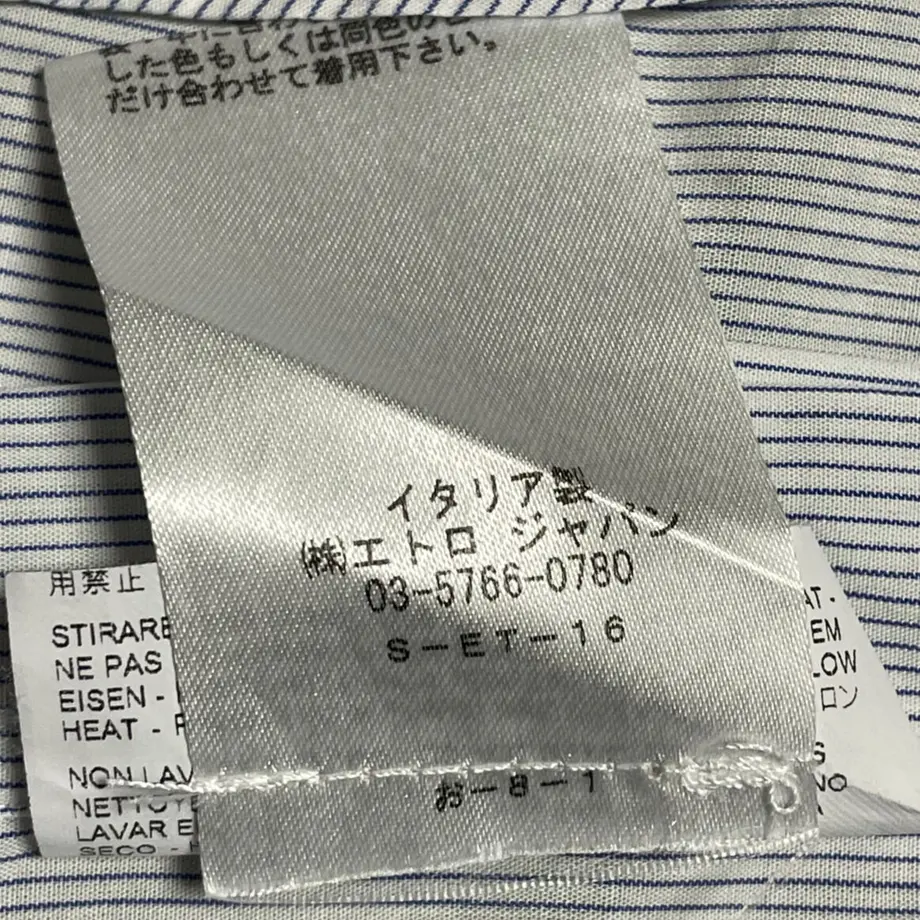 した色もしくは同色の
だけ合わせて着用下さい。
イタリア製
(株)エトロ ジャパン
03-5766-0780
S-ET-16
お-8-1
用禁止
STIRARE
NE PAS
EISEN -
HEAT -
NON LAV
NETTOYE
LAVAR E
SECO -
AT -
EM
LOW
ロン
S
NO